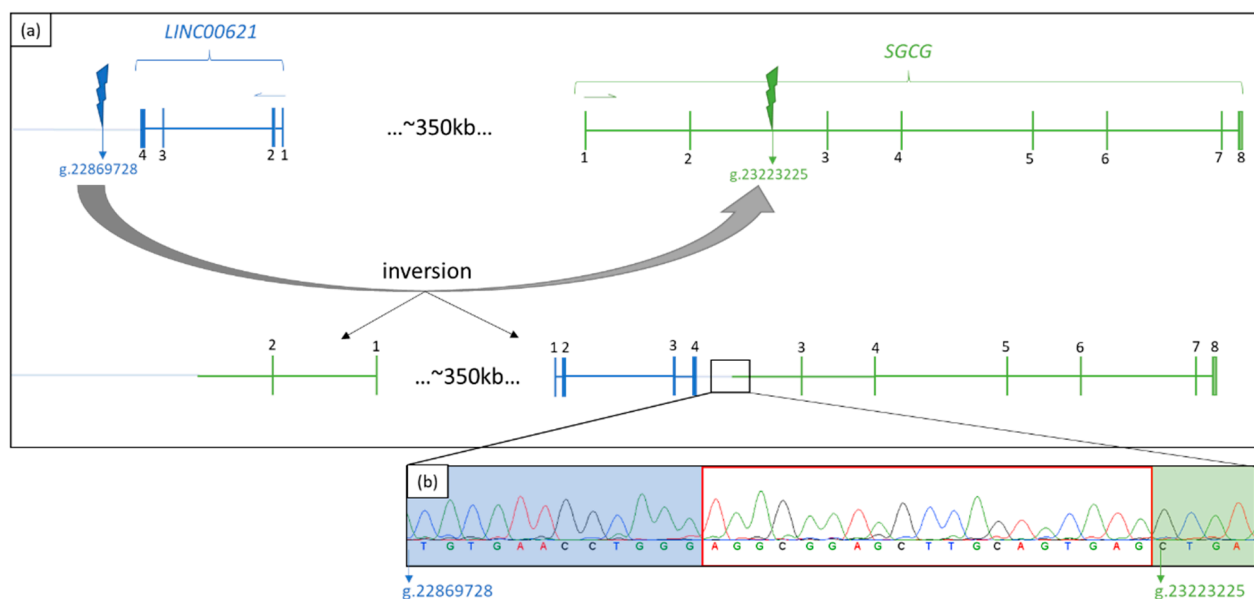 (a)
LINC00621
SGCG
...~350kb...
4 3 2 1
1 2 3 4 5 6 7 8
g.22869728
g.23223225
inversion
2 1
...~350kb...
1 2 3 4
3 4 5 6 7 8
(b)
T G T G A A C C T G G G A G G C G G A G C T T G C A G T G A G C T G A
g.22869728
g.23223225